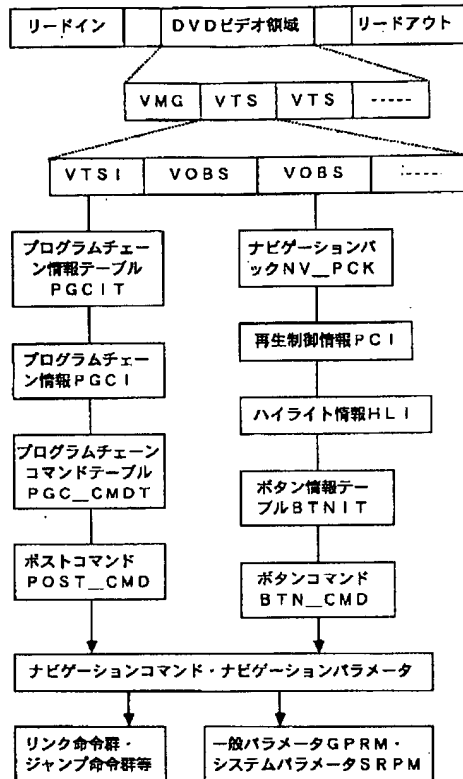 リードイン
DVDビデオ領域
リードアウト
VMG
VTS
VTS
-----
VTSI
VOBS
VOBS
-----
プログラムチェー
ン情報テーブル
PGCIT
プログラムチェー
ン情報PGCI
プログラムチェーン
コマンドテーブル
PGC__CMDT
ポストコマンド
POST__CMD
ナビゲーションパ
ックNV__PCK
再生制御情報PCI
ハイライト情報HLI
ボタン情報テー
ブルBTNIT
ボタンコマンド
BTN__CMD
ナビゲーションコマンド・ナビゲーションパラメータ
リンク命令群・
ジャンプ命令群等
一般パラメータGPRM・
システムパラメータSRPM